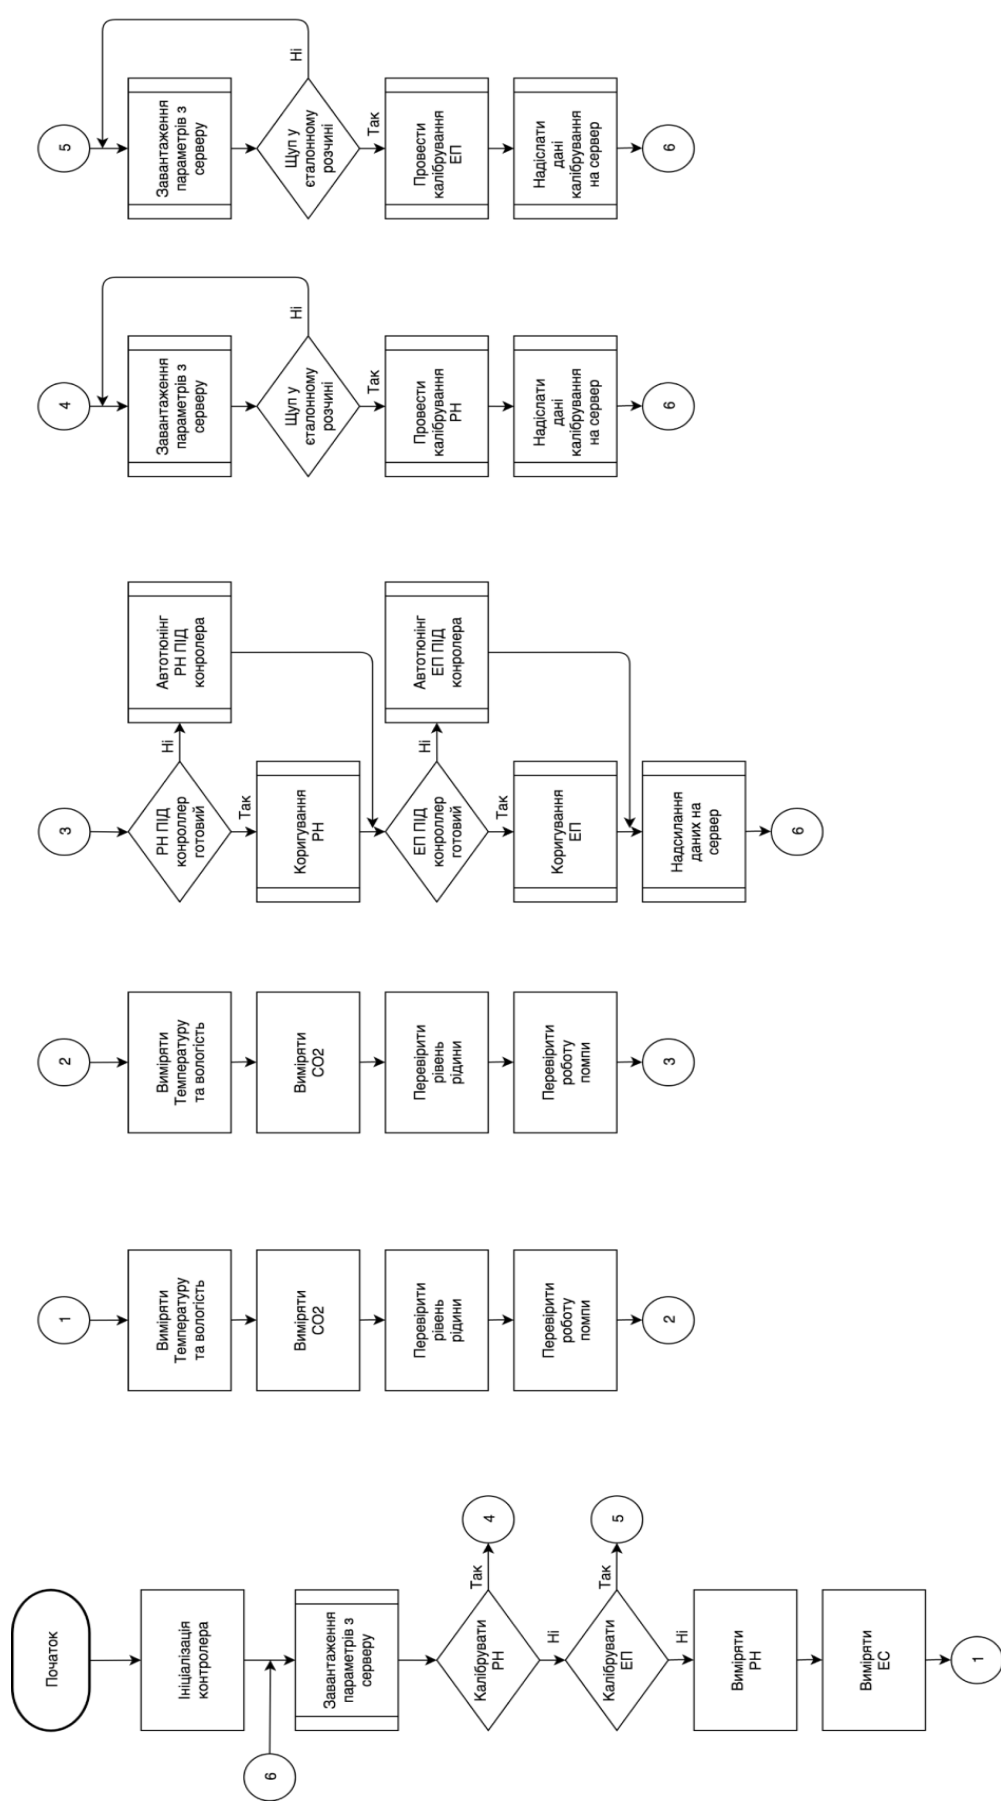 Початок
Ініціалізація
контролера
6
Завантаження
параметрів з
серверу
Калібрувати
PH
Так
4
Ні
Калібрувати
ЕП
Так
5
Ні
Виміряти
PH
Виміряти
ЕС
1
1
Виміряти
Температуру
та вологість
Виміряти
СО2
Перевірити
рівень
рідини
Перевірити
роботу
помпи
2
2
Виміряти
Температуру
та вологість
Виміряти
СО2
Перевірити
рівень
рідини
Перевірити
роботу
помпи
3
3
PH ПІД
конроллер
готовий
Ні
Автотюнінг
PH ПІД
конролера
Так
Коригування
PH
ЕП ПІД
конроллер
готовий
Ні
Автотюнінг
ЕП ПІД
конролера
Так
Коригування
ЕП
Надсилання
даних на
сервер
6
4
Завантаження
параметрів з
серверу
Щуп у
єталонному
розчині
Ні
Так
Провести
калібрування
PH
Надіслати
дані
калібрування
на сервер
6
5
Завантаження
параметрів з
серверу
Щуп у
єталонному
розчині
Ні
Так
Провести
калібрування
ЕП
Надіслати
дані
калібрування
на сервер
6